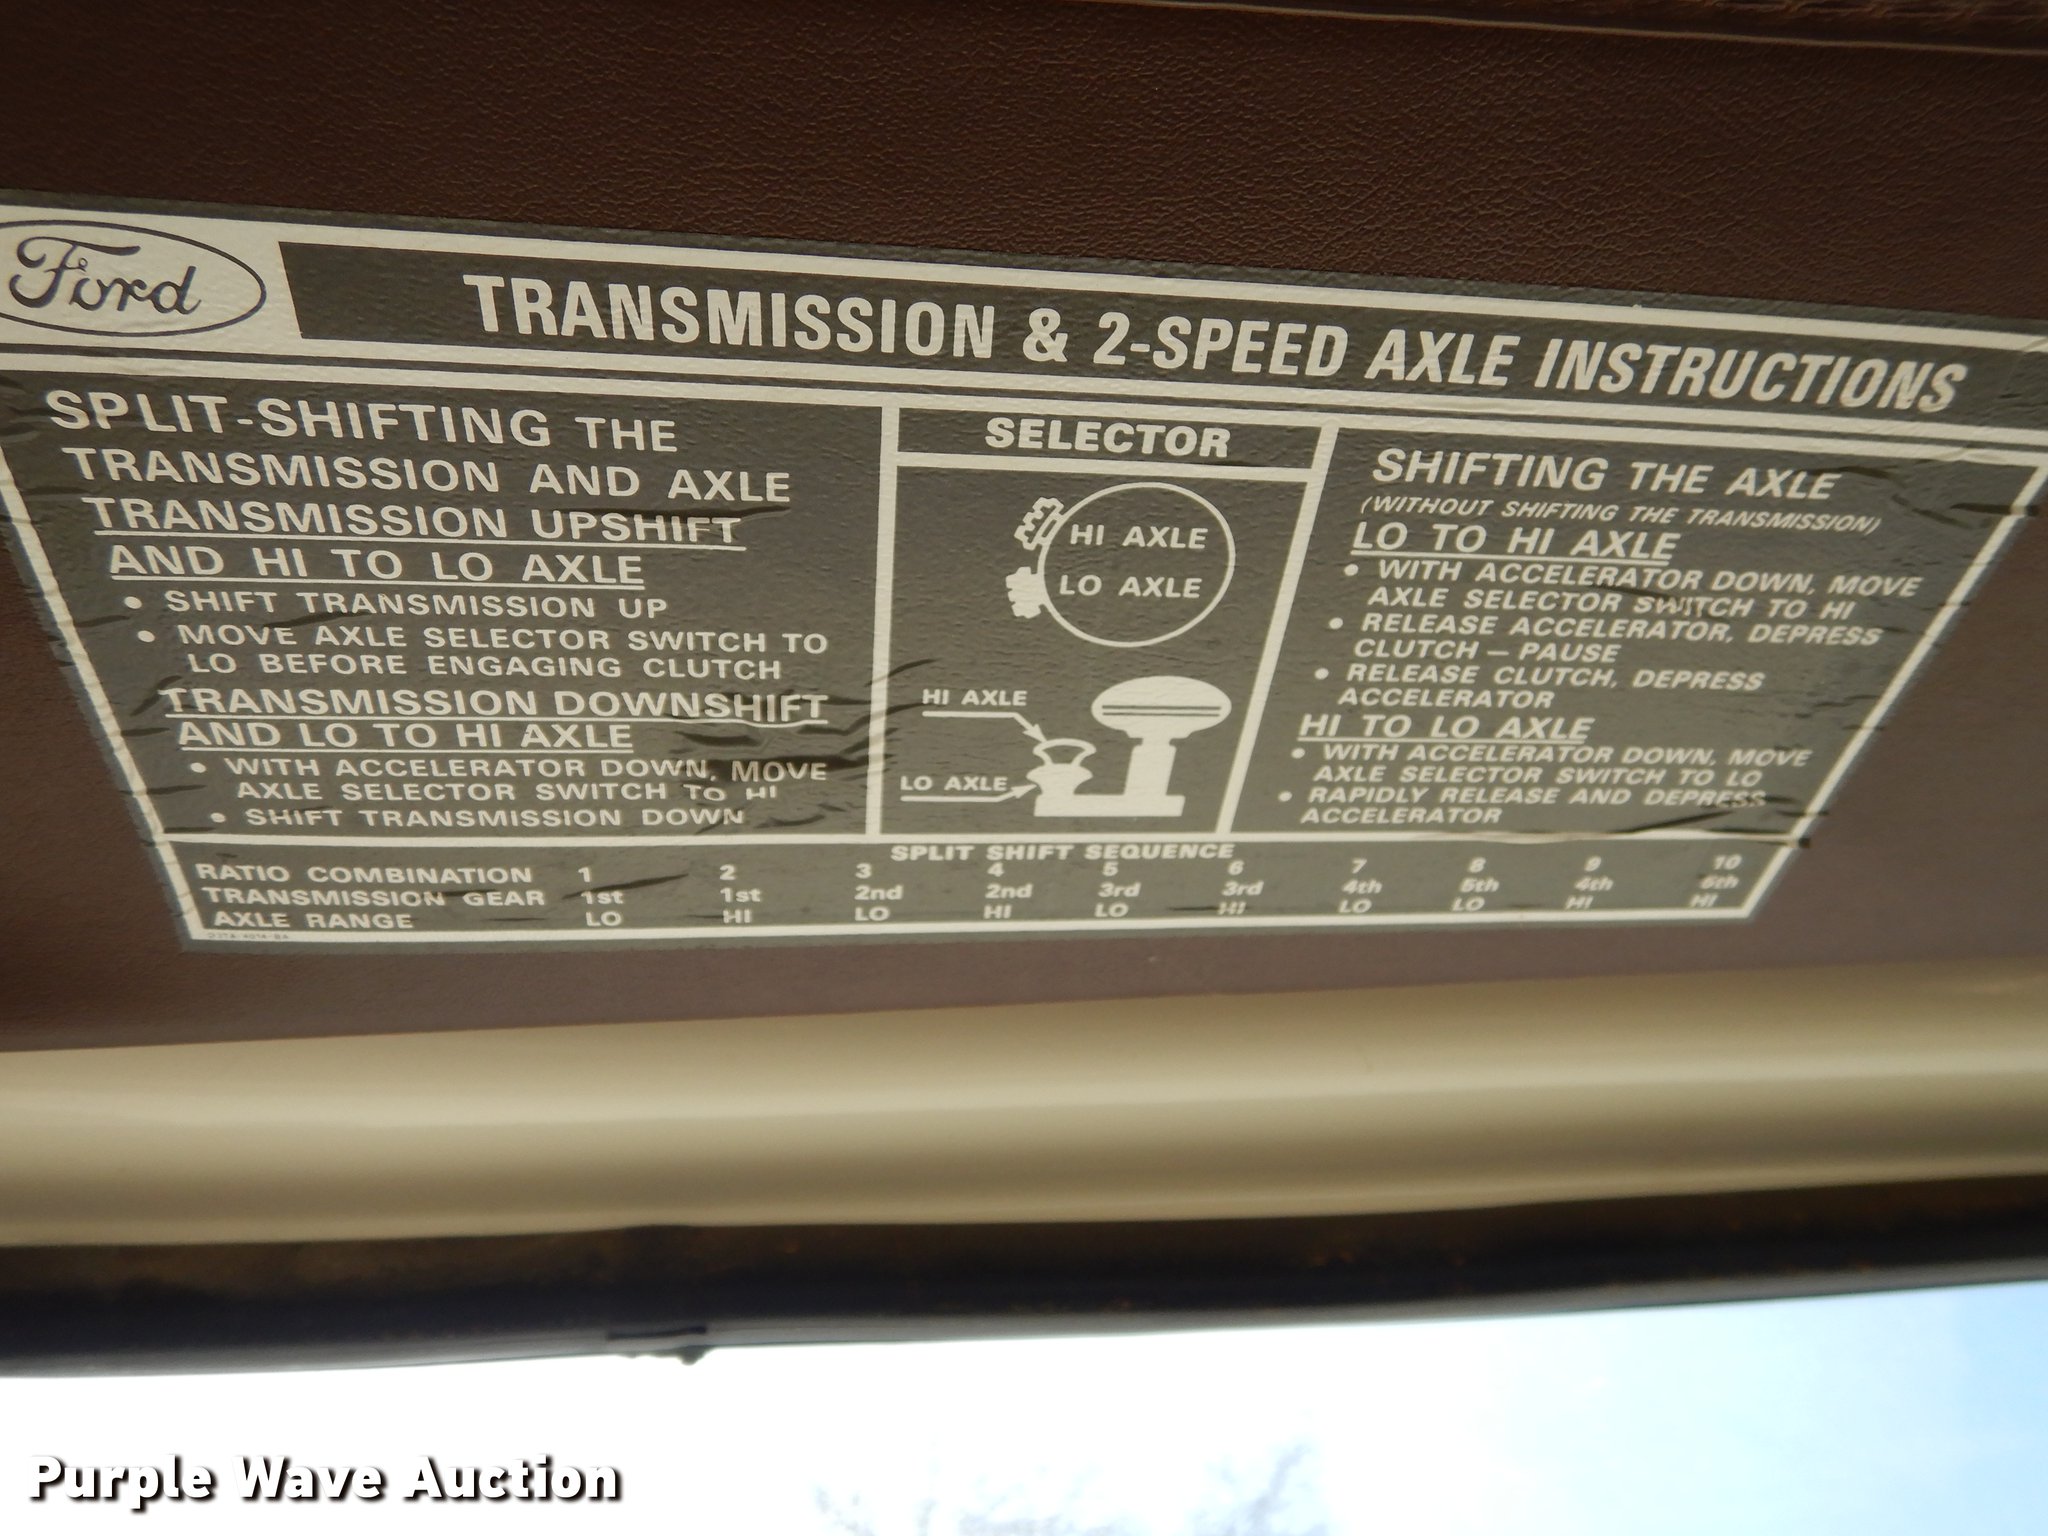 Ford
TRANSMISSION & 2-SPEED AXLE INSTRUCTIONS
SPLIT-SHIFTING THE
TRANSMISSION AND AXLE
TRANSMISSION UPSHIFT
AND HI TO LO AXLE
• SHIFT TRANSMISSION UP
• MOVE AXLE SELECTOR SWITCH TO
LO BEFORE ENGAGING CLUTCH
TRANSMISSION DOWNSHIFT
AND LO TO HI AXLE
• WITH ACCELERATOR DOWN, MOVE
AXLE SELECTOR SWITCH TO HI
• SHIFT TRANSMISSION DOWN
SELECTOR
HI AXLE
LO AXLE
HI AXLE
LO AXLE
SHIFTING THE AXLE
(WITHOUT SHIFTING THE TRANSMISSION)
LO TO HI AXLE
• WITH ACCELERATOR DOWN, MOVE
AXLE SELECTOR SWITCH TO HI
• RELEASE ACCELERATOR, DEPRESS
CLUTCH – PAUSE
• RELEASE CLUTCH, DEPRESS
ACCELERATOR
HI TO LO AXLE
• WITH ACCELERATOR DOWN, MOVE
AXLE SELECTOR SWITCH TO LO
• RAPIDLY RELEASE AND DEPRESS
ACCELERATOR
SPLIT SHIFT SEQUENCE
RATIO COMBINATION 1 2 3 4 5 6 7 8 9 10
TRANSMISSION GEAR 1st 1st 2nd 2nd 3rd 3rd 4th 5th 4th 5th
AXLE RANGE LO HI LO HI LO HI LO LO HI HI
Purple Wave Auction